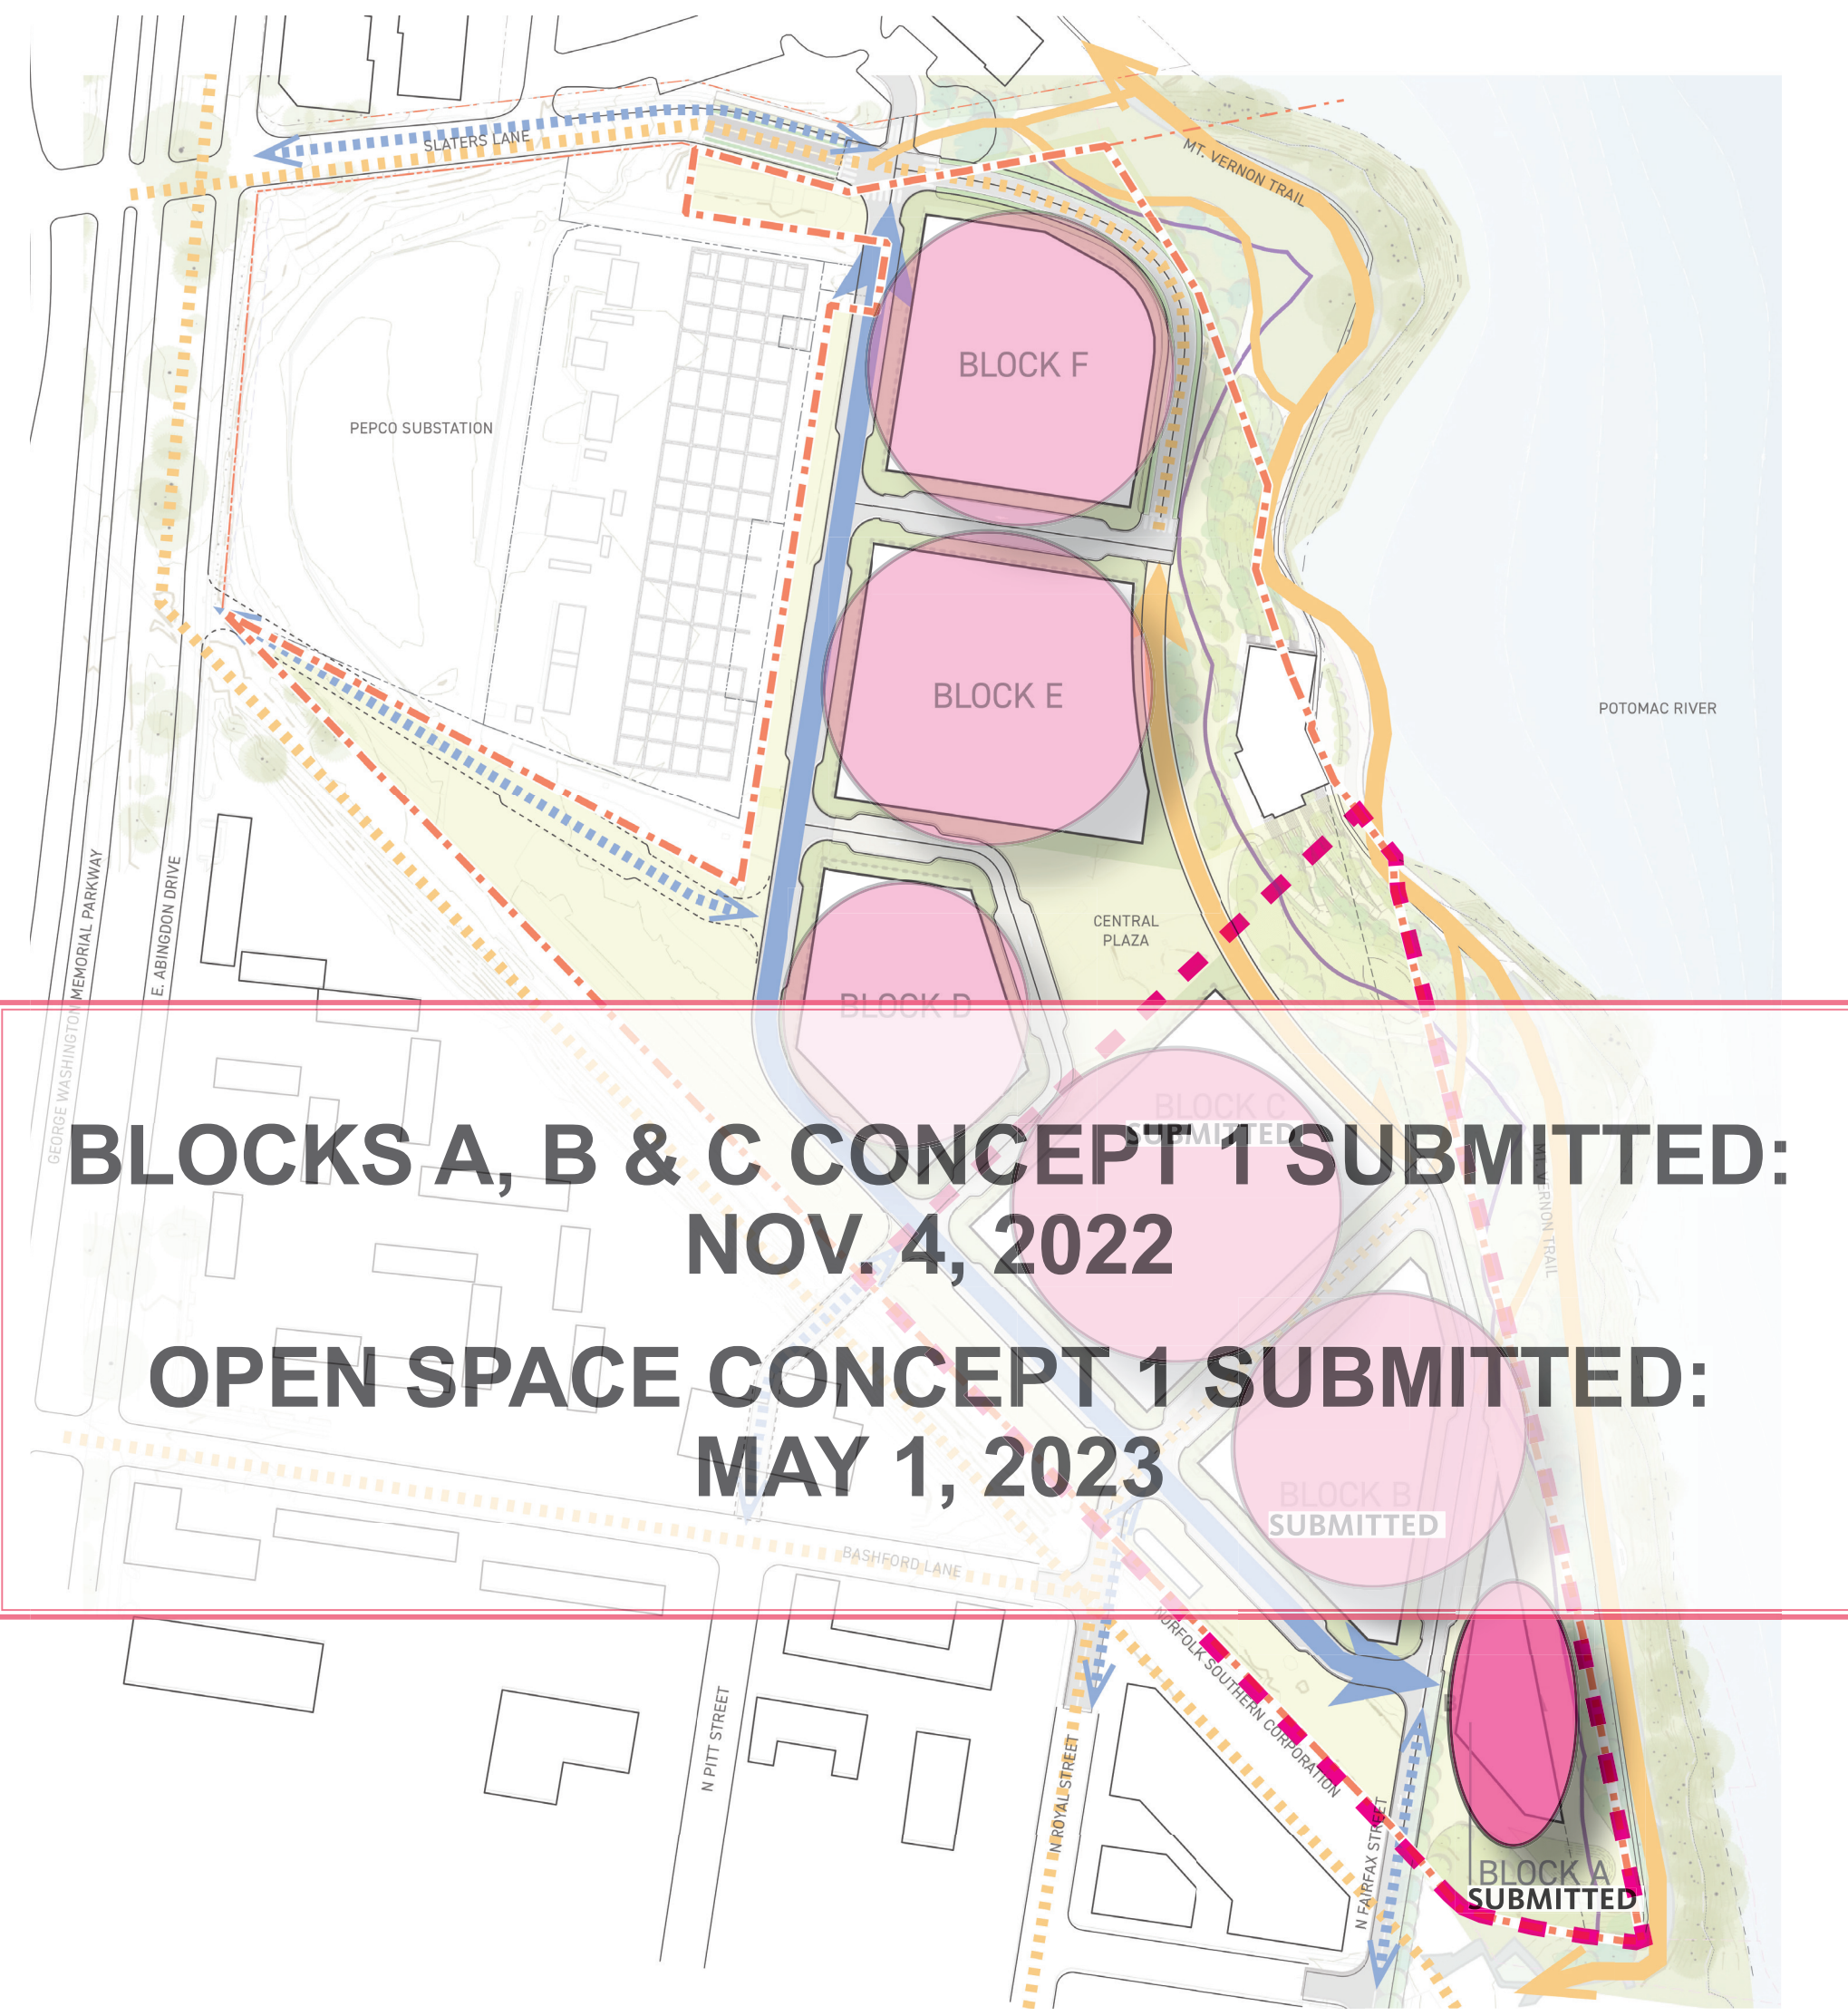 SLATERS LANE
MT. VERNON TRAIL
BLOCK F
PEPCO SUBSTATION
BLOCK E
POTOMAC RIVER
CENTRAL
PLAZA
GEORGE WASHINGTON MEMORIAL PARKWAY
E. ABINGDON DRIVE
BLOCK D
BLOCK C
SUBMITTED
BLOCKS A, B & C CONCEPT 1 SUBMITTED:
NOV. 4, 2022
MT. VERNON TRAIL
OPEN SPACE CONCEPT 1 SUBMITTED:
MAY 1, 2023
BLOCK B
SUBMITTED
BASHFORD LANE
NORFOLK SOUTHERN CORPORATION
N PITT STREET
N ROYAL STREET
N FAIRFAX STREET
BLOCK A
SUBMITTED